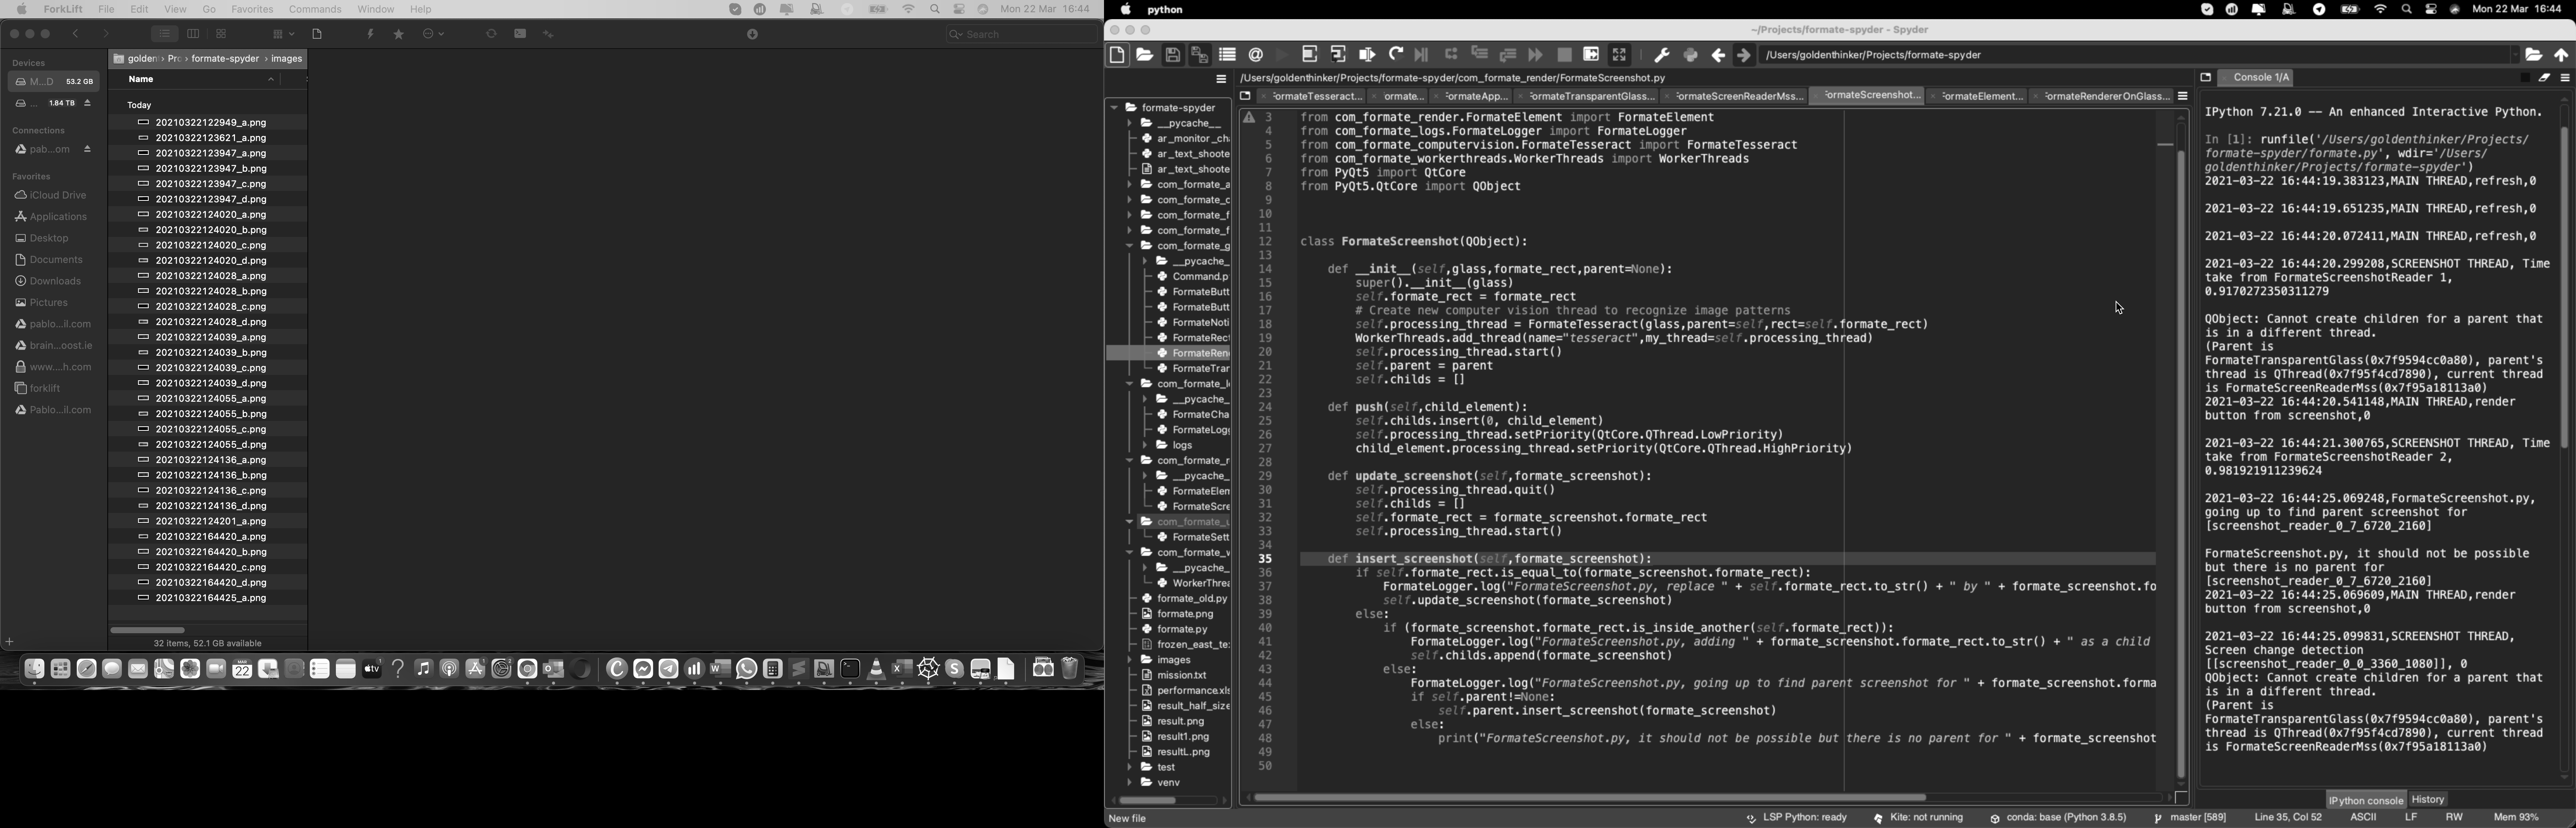 ForkLift File Edit View Go Favorites Commands Window Help
Mon 22 Mar 16:44
Search
Devices
M...D 53.2 GB
... 1.84 TB
Connections
pab...om
Favorites
iCloud Drive
Applications
Desktop
Documents
Downloads
Pictures
pablo...il.com
brain...oost.ie
www....h.com
forklift
Pablo...il.com
golden › Prc › formate-spyder › images
Name
Today
20210322122949_a.png
20210322123621_a.png
20210322123947_a.png
20210322123947_b.png
20210322123947_c.png
20210322123947_d.png
20210322124020_a.png
20210322124020_b.png
20210322124020_c.png
20210322124020_d.png
20210322124028_a.png
20210322124028_b.png
20210322124028_c.png
20210322124028_d.png
20210322124039_a.png
20210322124039_b.png
20210322124039_c.png
20210322124039_d.png
20210322124055_a.png
20210322124055_b.png
20210322124055_c.png
20210322124055_d.png
20210322124136_a.png
20210322124136_b.png
20210322124136_c.png
20210322124136_d.png
20210322124201_a.png
20210322164420_a.png
20210322164420_b.png
20210322164420_c.png
20210322164420_d.png
20210322164425_a.png
32 items, 52.1 GB available
22
tv
python
Mon 22 Mar 16:44
~/Projects/formate-spyder - Spyder
/Users/goldenthinker/Projects/formate-spyder
/Users/goldenthinker/Projects/formate-spyder/com_formate_render/FormateScreenshot.py
formate-spyder
__pycache__
ar_monitor_ch
ar_text_shoote
ar_text_shoote
com_formate_a
com_formate_c
com_formate_f
com_formate_f
com_formate_g
__pycache_
Command.p
FormateButt
FormateButt
FormateNoti
FormateRect
FormateRen
FormateTrar
com_formate_l
__pycache_
FormateCha
FormateLogg
logs
com_formate_r
__pycache_
FormateElem
FormateScre
com_formate_u
FormateSett
com_formate_v
__pycache_
WorkerThrea
formate_old.py
formate.png
formate.py
frozen_east_te
images
mission.txt
performance.xls
result_half_size
result.png
result1.png
resultL.png
test
venv
ormateTesseract... ormate... ormateApp... ormateTransparentGlass... ormateScreenReaderMss... ormateScreenshot... ormateElement... ormateRendererOnGlass...
3 from com_formate_render.FormateElement import FormateElement
4 from com_formate_logs.FormateLogger import FormateLogger
5 from com_formate_computervision.FormateTesseract import FormateTesseract
6 from com_formate_workerthreads.WorkerThreads import WorkerThreads
7 from PyQt5 import QtCore
8 from PyQt5.QtCore import QObject
9
10
11
12 class FormateScreenshot(QObject):
13
14 def __init__(self,glass,formate_rect,parent=None):
15 super().__init__(glass)
16 self.formate_rect = formate_rect
17 # Create new computer vision thread to recognize image patterns
18 self.processing_thread = FormateTesseract(glass,parent=self,rect=self.formate_rect)
19 WorkerThreads.add_thread(name="tesseract",my_thread=self.processing_thread)
20 self.processing_thread.start()
21 self.parent = parent
22 self.childs = []
23
24 def push(self,child_element):
25 self.childs.insert(0, child_element)
26 self.processing_thread.setPriority(QtCore.QThread.LowPriority)
27 child_element.processing_thread.setPriority(QtCore.QThread.HighPriority)
28
29 def update_screenshot(self,formate_screenshot):
30 self.processing_thread.quit()
31 self.childs = []
32 self.formate_rect = formate_screenshot.formate_rect
33 self.processing_thread.start()
34
35 def insert_screenshot(self,formate_screenshot):
36 if self.formate_rect.is_equal_to(formate_screenshot.formate_rect):
37 FormateLogger.log("FormateScreenshot.py, replace " + self.formate_rect.to_str() + " by " + formate_screenshot.fo
38 self.update_screenshot(formate_screenshot)
39 else:
40 if (formate_screenshot.formate_rect.is_inside_another(self.formate_rect)):
41 FormateLogger.log("FormateScreenshot.py, adding " + formate_screenshot.formate_rect.to_str() + " as a child
42 self.childs.append(formate_screenshot)
43 else:
44 FormateLogger.log("FormateScreenshot.py, going up to find parent screenshot for " + formate_screenshot.forma
45 if self.parent!=None:
46 self.parent.insert_screenshot(formate_screenshot)
47 else:
48 print("FormateScreenshot.py, it should not be possible but there is no parent for " + formate_screenshot
49
50
Console 1/A
IPython 7.21.0 -- An enhanced Interactive Python.
In [1]: runfile('/Users/goldenthinker/Projects/
formate-spyder/formate.py', wdir='/Users/
goldenthinker/Projects/formate-spyder')
2021-03-22 16:44:19.383123,MAIN THREAD,refresh,0
2021-03-22 16:44:19.651235,MAIN THREAD,refresh,0
2021-03-22 16:44:20.072411,MAIN THREAD,refresh,0
2021-03-22 16:44:20.299208,SCREENSHOT THREAD, Time
take from FormateScreenshotReader 1,
0.9170272350311279
QObject: Cannot create children for a parent that
is in a different thread.
(Parent is
FormateTransparentGlass(0x7f9594cc0a80), parent's
thread is QThread(0x7f95f4cd7890), current thread
is FormateScreenReaderMss(0x7f95a18113a0)
2021-03-22 16:44:20.541148,MAIN THREAD,render
button from screenshot,0
2021-03-22 16:44:21.300765,SCREENSHOT THREAD, Time
take from FormateScreenshotReader 2,
0.981921911239624
2021-03-22 16:44:25.069248,FormateScreenshot.py,
going up to find parent screenshot for
[screenshot_reader_0_7_6720_2160]
FormateScreenshot.py, it should not be possible
but there is no parent for
[screenshot_reader_0_7_6720_2160]
2021-03-22 16:44:25.069609,MAIN THREAD,render
button from screenshot,0
2021-03-22 16:44:25.099831,SCREENSHOT THREAD,
Screen change detection
[[screenshot_reader_0_0_3360_1080]], 0
QObject: Cannot create children for a parent that
is in a different thread.
(Parent is
FormateTransparentGlass(0x7f9594cc0a80), parent's
thread is QThread(0x7f95f4cd7890), current thread
is FormateScreenReaderMss(0x7f95a18113a0)
IPython console History
New file
LSP Python: ready Kite: not running conda: base (Python 3.8.5) master [589] Line 35, Col 52 ASCII LF RW Mem 93%